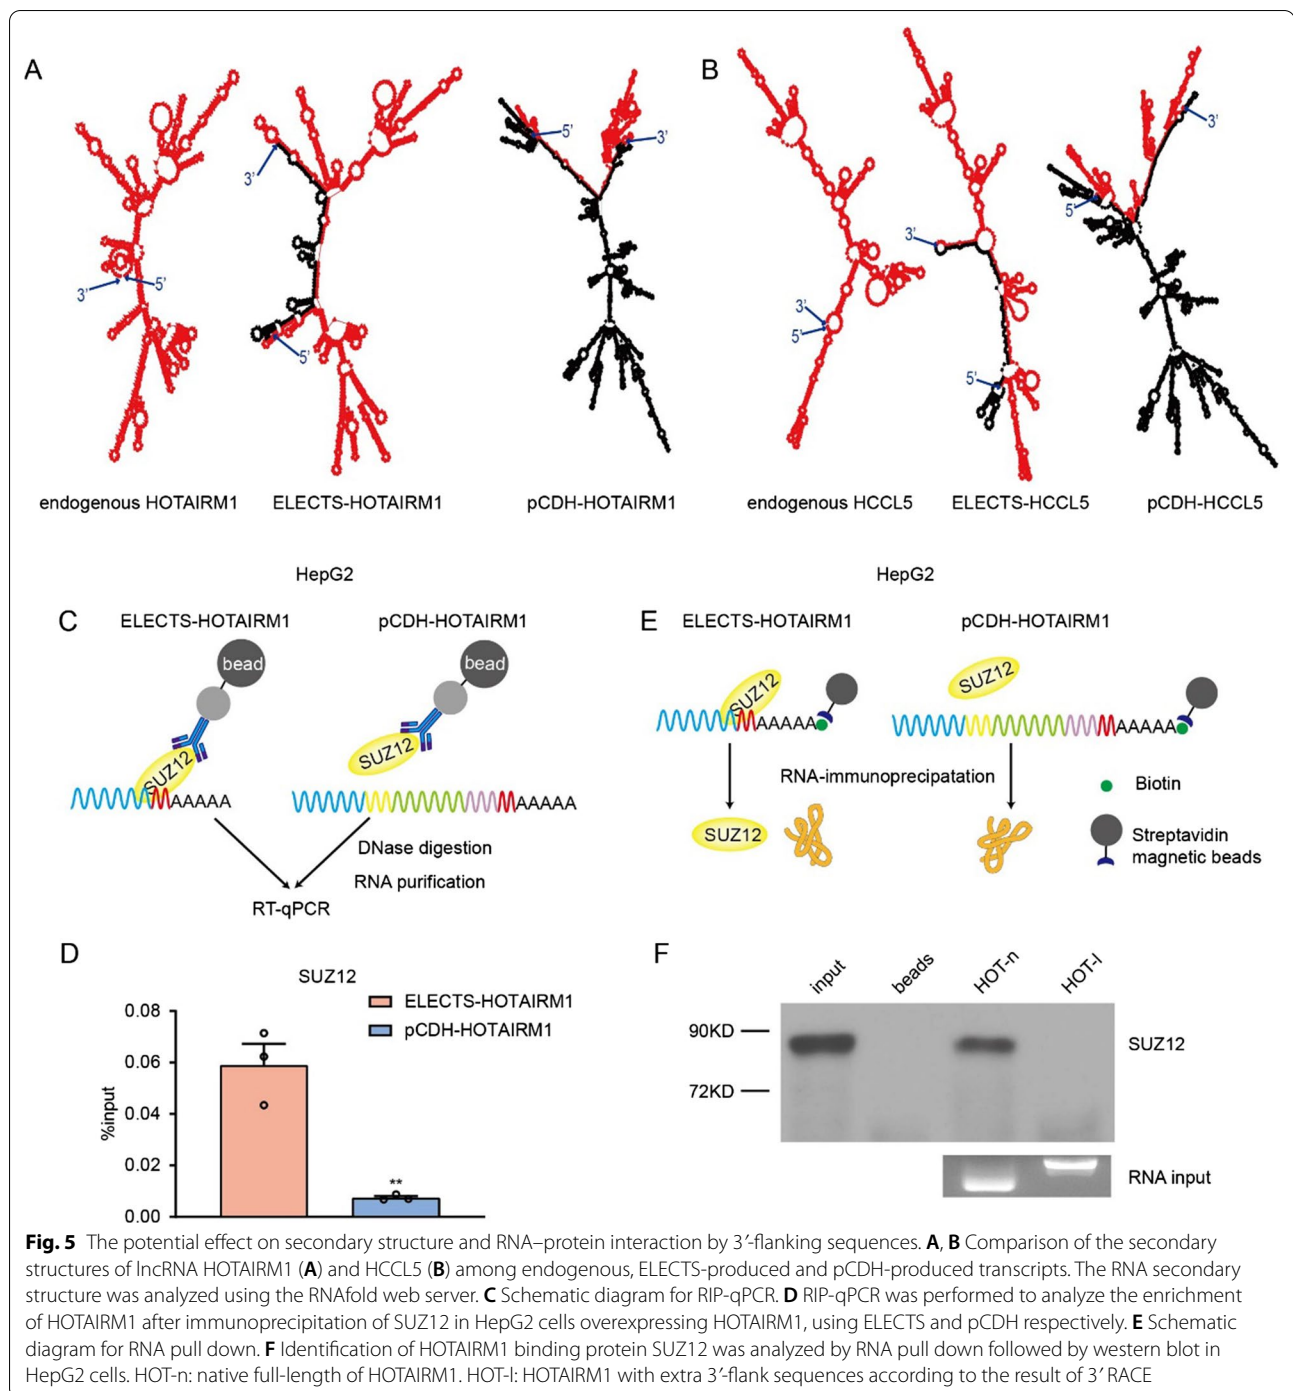 A
B
3'
5'
3'
5'
5'
3'
3'
5'
3'
5'
5'
3'
endogenous HOTAIRM1
ELECTS-HOTAIRM1
pCDH-HOTAIRM1
endogenous HCCL5
ELECTS-HCCL5
pCDH-HCCL5
HepG2
C
ELECTS-HOTAIRM1
pCDH-HOTAIRM1
bead
bead
SUZ12
SUZ12
AAAAA
AAAAA
DNase digestion
RNA purification
RT-qPCR
HepG2
E
ELECTS-HOTAIRM1
pCDH-HOTAIRM1
SUZ12
SUZ12
AAAAA
AAAAA
RNA-immunoprecipatation
SUZ12
Biotin
Streptavidin
magnetic beads
D
SUZ12
ELECTS-HOTAIRM1
pCDH-HOTAIRM1
%input
0.08
0.06
0.04
0.02
0.00
**
F
input
beads
HOT-n
HOT-l
90KD
72KD
SUZ12
RNA input
Fig. 5 The potential effect on secondary structure and RNA–protein interaction by 3′-flanking sequences. A, B Comparison of the secondary
structures of lncRNA HOTAIRM1 (A) and HCCL5 (B) among endogenous, ELECTS-produced and pCDH-produced transcripts. The RNA secondary
structure was analyzed using the RNAfold web server. C Schematic diagram for RIP-qPCR. D RIP-qPCR was performed to analyze the enrichment
of HOTAIRM1 after immunoprecipitation of SUZ12 in HepG2 cells overexpressing HOTAIRM1, using ELECTS and pCDH respectively. E Schematic
diagram for RNA pull down. F Identification of HOTAIRM1 binding protein SUZ12 was analyzed by RNA pull down followed by western blot in
HepG2 cells. HOT-n: native full-length of HOTAIRM1. HOT-l: HOTAIRM1 with extra 3′-flank sequences according to the result of 3′ RACE